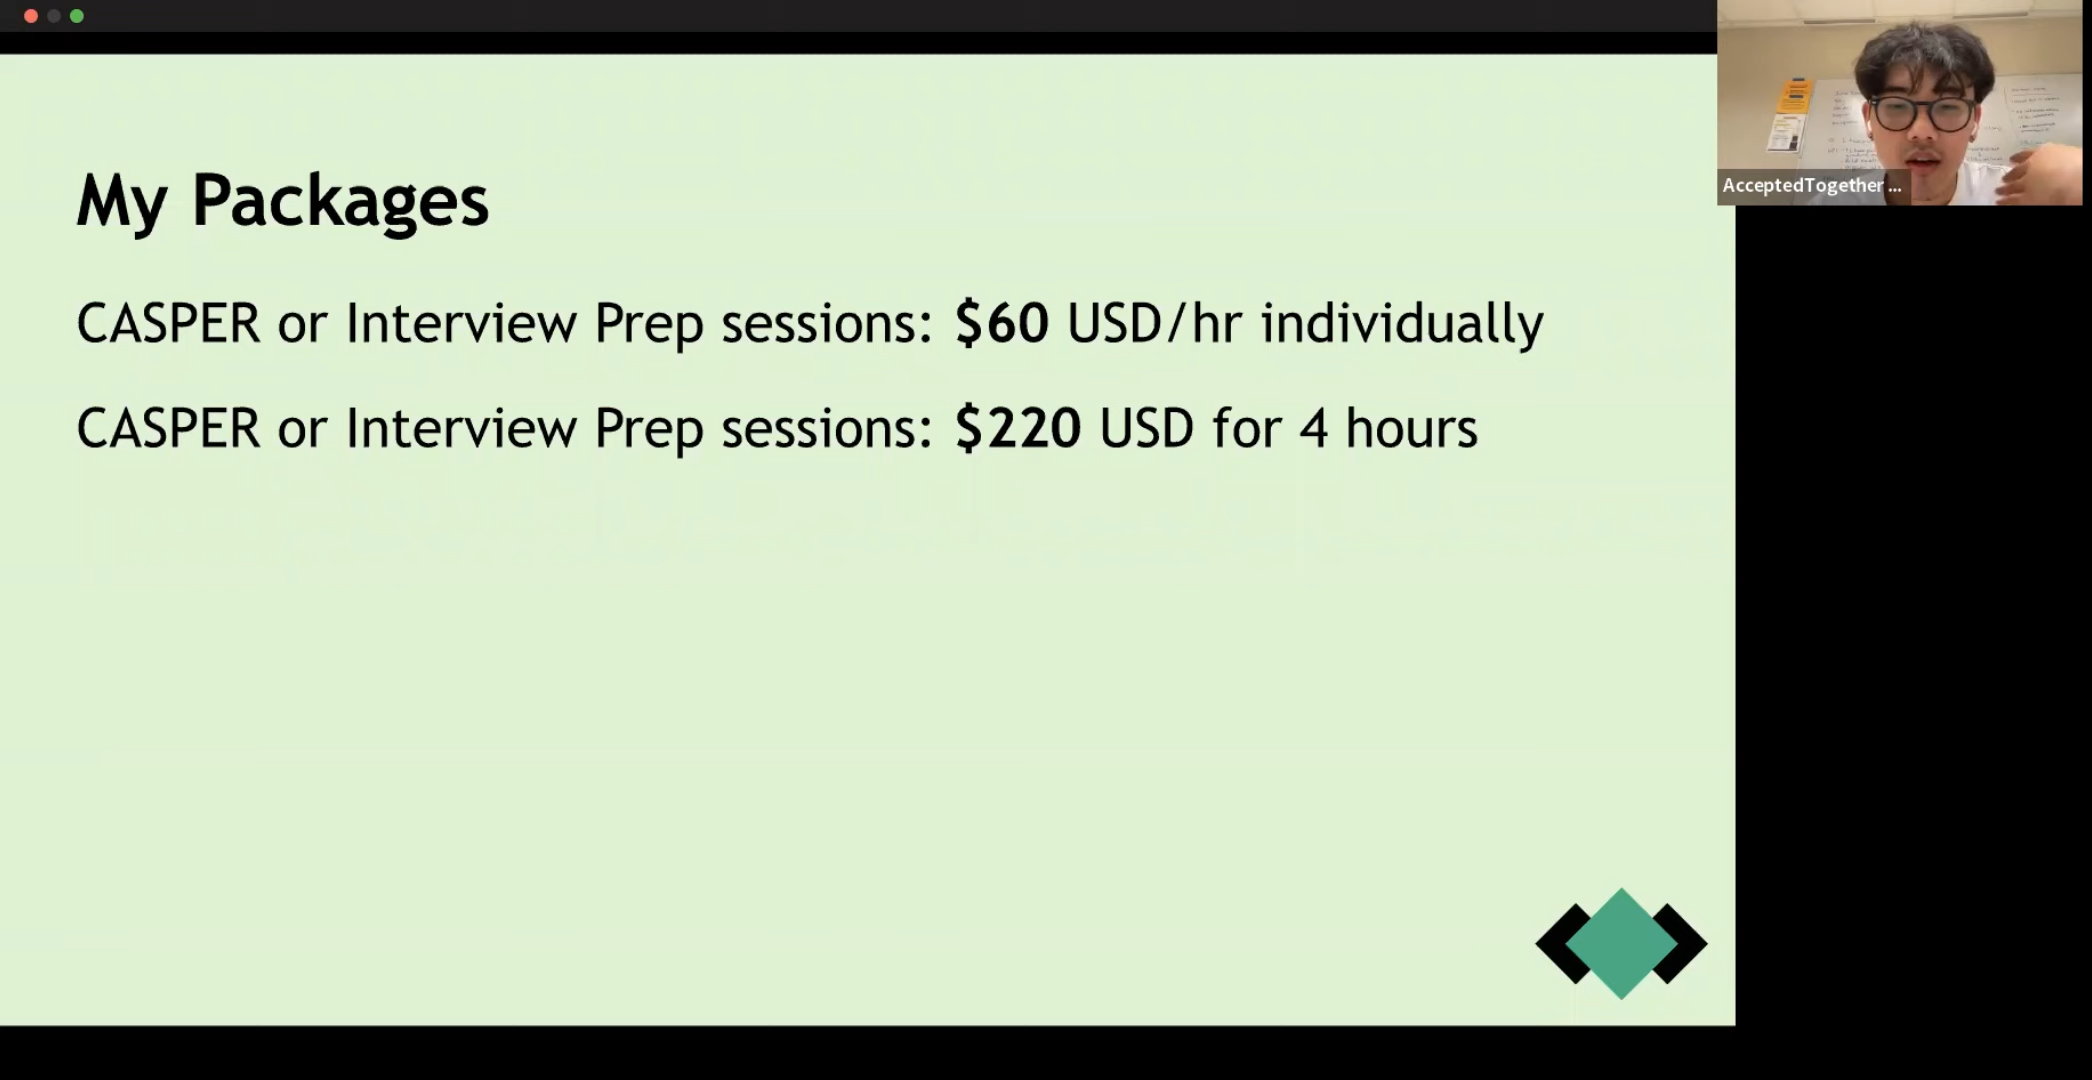 My Packages
CASPER or Interview Prep sessions: $60 USD/hr individually
CASPER or Interview Prep sessions: $220 USD for 4 hours
AcceptedTogether ...